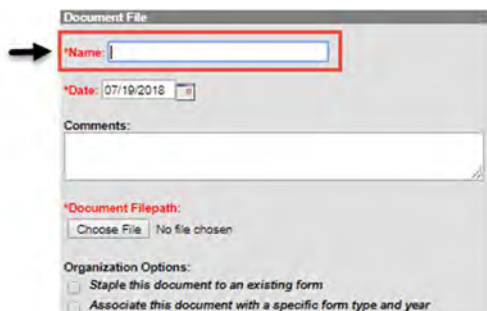 Document File
*Name:
*Date: 07/19/2018
Comments:
*Document Filepath:
Choose File No file chosen
Organization Options:
Staple this document to an existing form
Associate this document with a specific form type and year